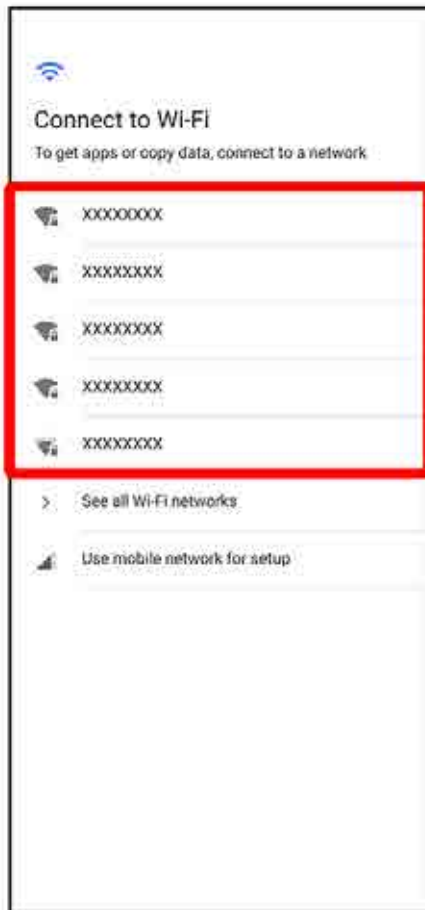 Connect to Wi-Fi
To get apps or copy data, connect to a network
XXXXXXXX
XXXXXXXX
XXXXXXXX
XXXXXXXX
XXXXXXXX
See all Wi-Fi networks
Use mobile network for setup